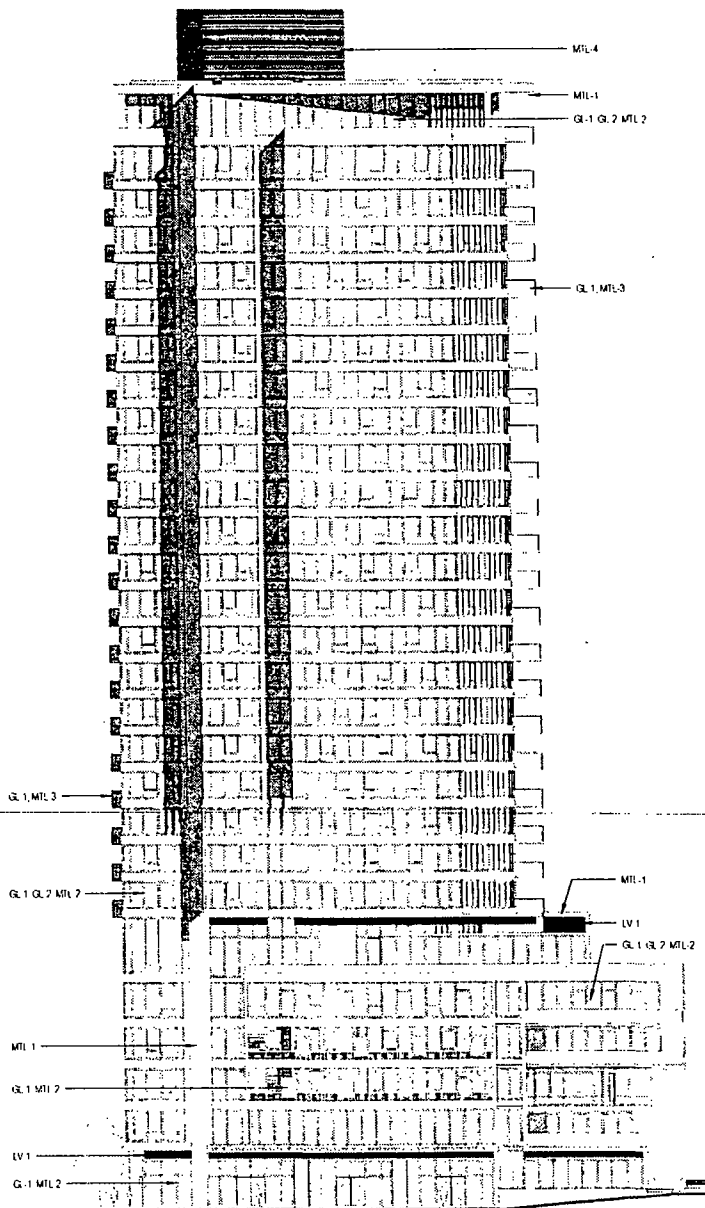 MTL-4
MTL-1
GL-1 GL 2 MTL 2
GL 1, MTL-3
GL 1, MTL 3
GL 1 GL 2 MTL 2
MTL-1
LV 1
GL 1 GL 2 MTL-2
MTL 1
GL 1 MTL 2
LV 1
GL-1 MTL 2